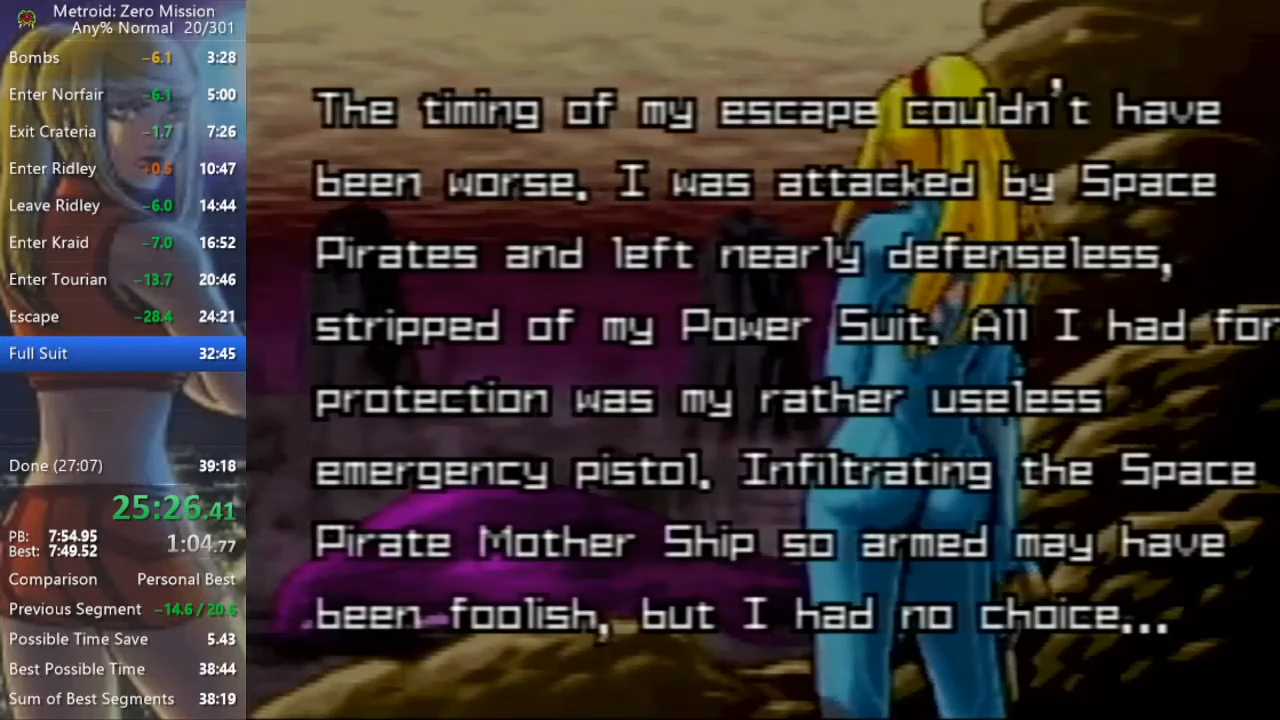 Metroid: Zero Mission
Any% Normal 20/301
Bombs -6.1 3:28
Enter Norfair -6.1 5:00
Exit Crateria -1.7 7:26
Enter Ridley +0.5 10:47
Leave Ridley -6.0 14:44
Enter Kraid -7.0 16:52
Enter Tourian -13.7 20:46
Escape -28.4 24:21
Full Suit 32:45
Done (27:07) 39:18
25:26.41
PB: 7:54.95
Best: 7:49.52
1:04.77
Comparison Personal Best
Previous Segment -14.6 / 20.6
Possible Time Save 5.43
Best Possible Time 38:44
Sum of Best Segments 38:19
The timing of my escape couldn't have
been worse. I was attacked by Space
Pirates and left nearly defenseless,
stripped of my Power Suit. All I had for
protection was my rather useless
emergency pistol. Infiltrating the Space
Pirate Mother Ship so armed may have
been foolish, but I had no choice...